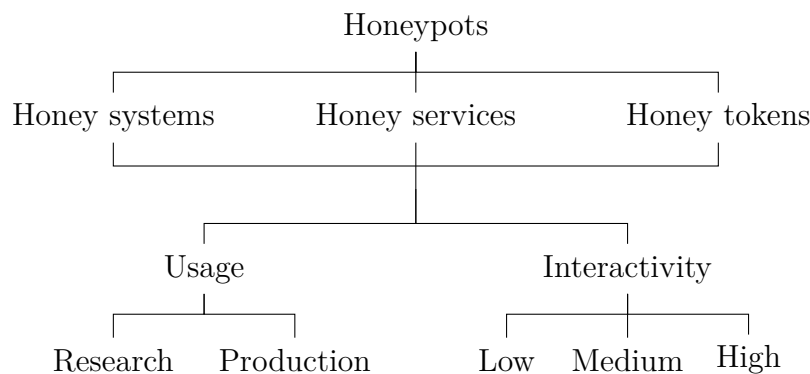 Honeypots
Honey systems Honey services Honey tokens
Usage Interactivity
Research Production Low Medium High